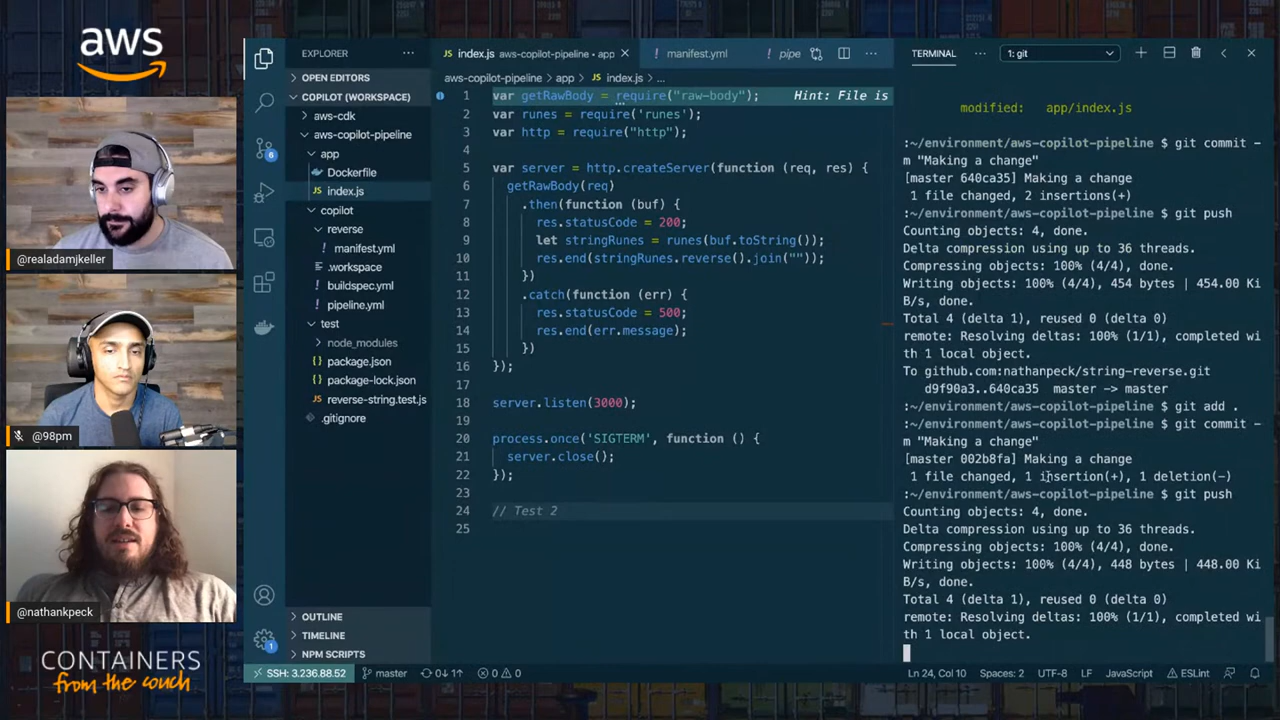 aws
@realadamjkeller
@98pm
@nathankpeck
CONTAINERS
from the couch
EXPLORER
OPEN EDITORS
COPILOT (WORKSPACE)
aws-cdk
aws-copilot-pipeline
app
Dockerfile
index.js
copilot
reverse
manifest.yml
.workspace
buildspec.yml
pipeline.yml
test
node_modules
package.json
package-lock.json
reverse-string.test.js
.gitignore
OUTLINE
TIMELINE
NPM SCRIPTS
6
1
index.js aws-copilot-pipeline • app
manifest.yml
pipe
aws-copilot-pipeline > app > index.js > ...
1 var getRawBody = require("raw-body"); Hint: File is
2 var runes = require('runes');
3 var http = require("http");
4
5 var server = http.createServer(function (req, res) {
6 getRawBody(req)
7 .then(function (buf) {
8 res.statusCode = 200;
9 let stringRunes = runes(buf.toString());
10 res.end(stringRunes.reverse().join(""));
11 })
12 .catch(function (err) {
13 res.statusCode = 500;
14 res.end(err.message);
15 })
16 });
17
18 server.listen(3000);
19
20 process.once('SIGTERM', function () {
21 server.close();
22 });
23
24 // Test 2
25
TERMINAL
1: git
modified: app/index.js
:~/environment/aws-copilot-pipeline $ git commit -
m "Making a change"
[master 640ca35] Making a change
1 file changed, 2 insertions(+)
:~/environment/aws-copilot-pipeline $ git push
Counting objects: 4, done.
Delta compression using up to 36 threads.
Compressing objects: 100% (4/4), done.
Writing objects: 100% (4/4), 454 bytes | 454.00 Ki
B/s, done.
Total 4 (delta 1), reused 0 (delta 0)
remote: Resolving deltas: 100% (1/1), completed wi
th 1 local object.
To github.com:nathanpeck/string-reverse.git
d9f90a3..640ca35 master -> master
:~/environment/aws-copilot-pipeline $ git add .
:~/environment/aws-copilot-pipeline $ git commit -
m "Making a change"
[master 002b8fa] Making a change
1 file changed, 1 insertion(+), 1 deletion(-)
:~/environment/aws-copilot-pipeline $ git push
Counting objects: 4, done.
Delta compression using up to 36 threads.
Compressing objects: 100% (4/4), done.
Writing objects: 100% (4/4), 448 bytes | 448.00 Ki
B/s, done.
Total 4 (delta 1), reused 0 (delta 0)
remote: Resolving deltas: 100% (1/1), completed wi
th 1 local object.
SSH: 3.236.88.52
master
0↓ 1↑
0
0
Ln 24, Col 10
Spaces: 2
UTF-8
LF
JavaScript
ESLint